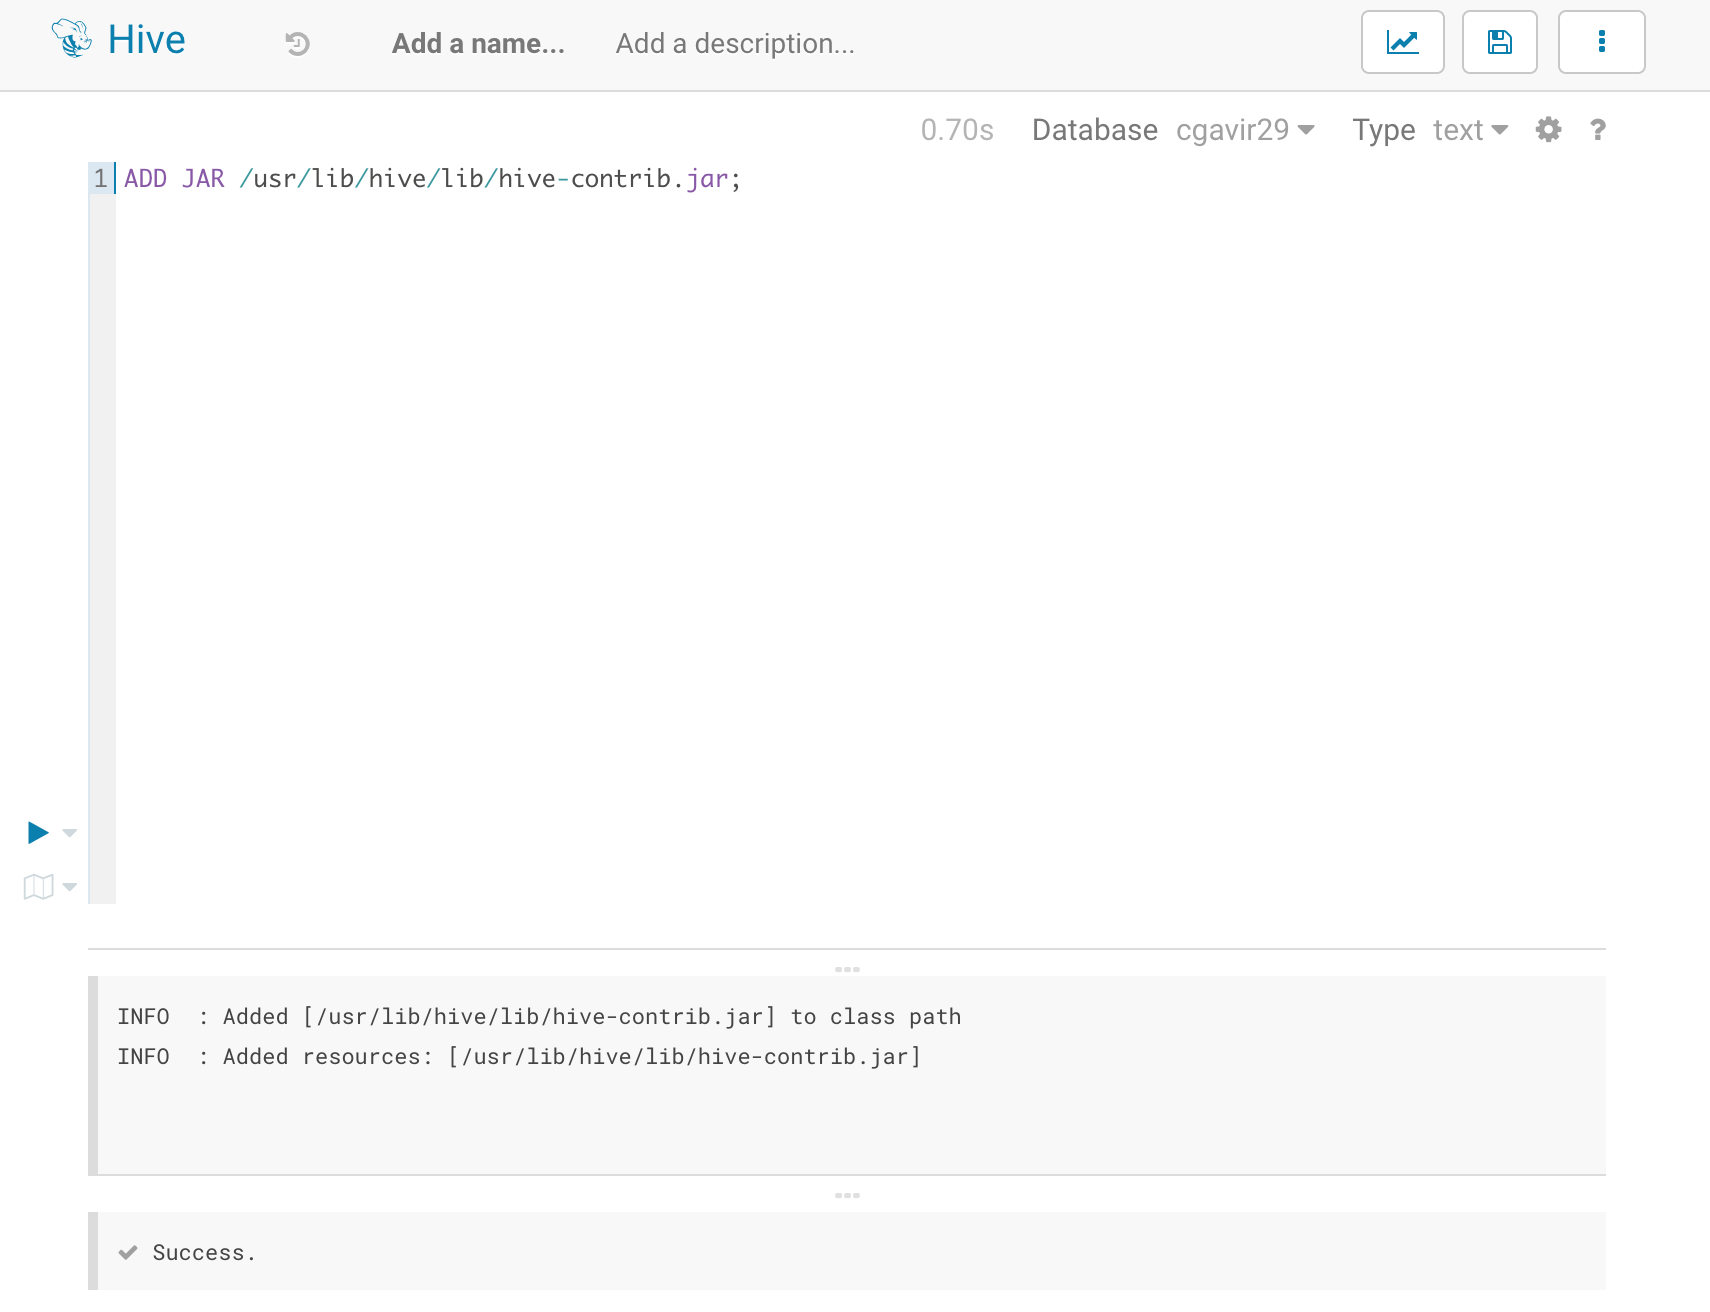 Hive Add a name... Add a description...
0.70s Database cgavir29 Type text ?
1 ADD JAR /usr/lib/hive/lib/hive-contrib.jar;
INFO  : Added [/usr/lib/hive/lib/hive-contrib.jar] to class path
INFO  : Added resources: [/usr/lib/hive/lib/hive-contrib.jar]
Success.